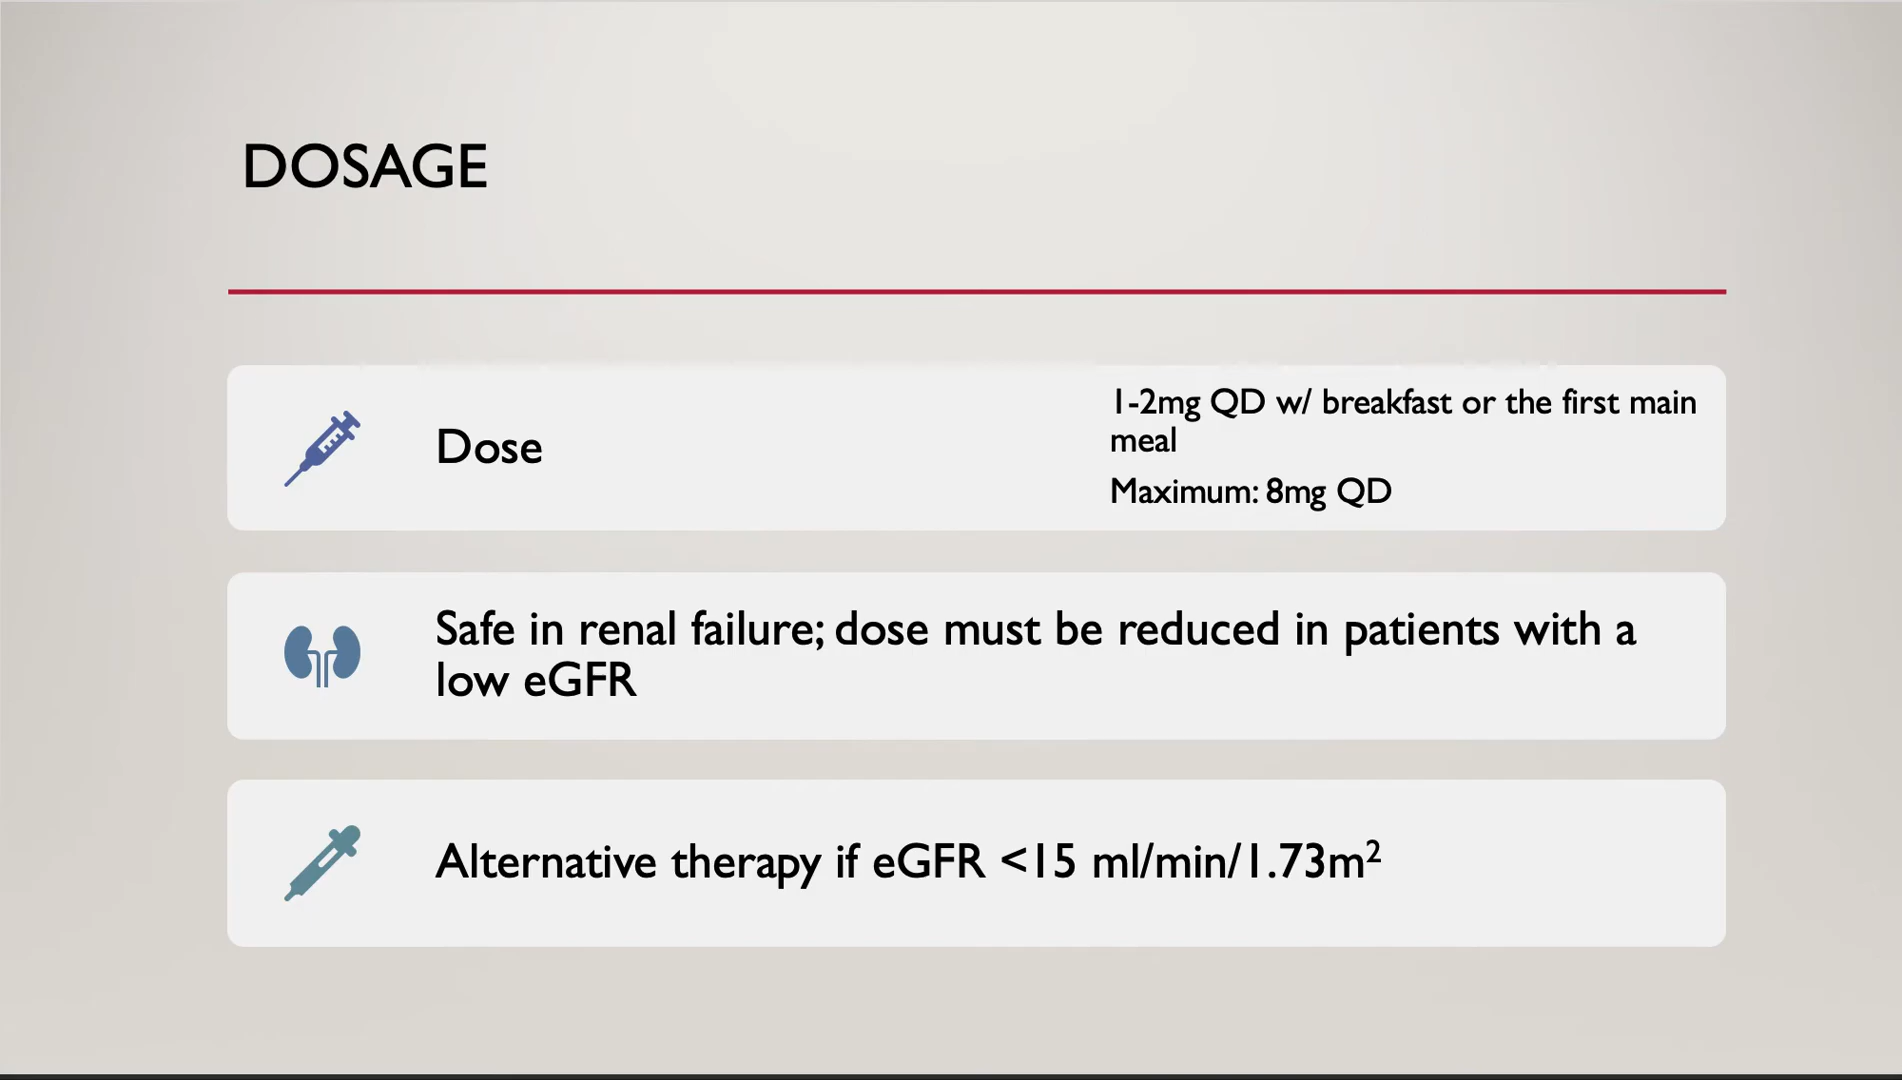 DOSAGE
Dose
1-2mg QD w/ breakfast or the first main
meal
Maximum: 8mg QD
Safe in renal failure; dose must be reduced in patients with a
low eGFR
Alternative therapy if eGFR <15 ml/min/1.73m²